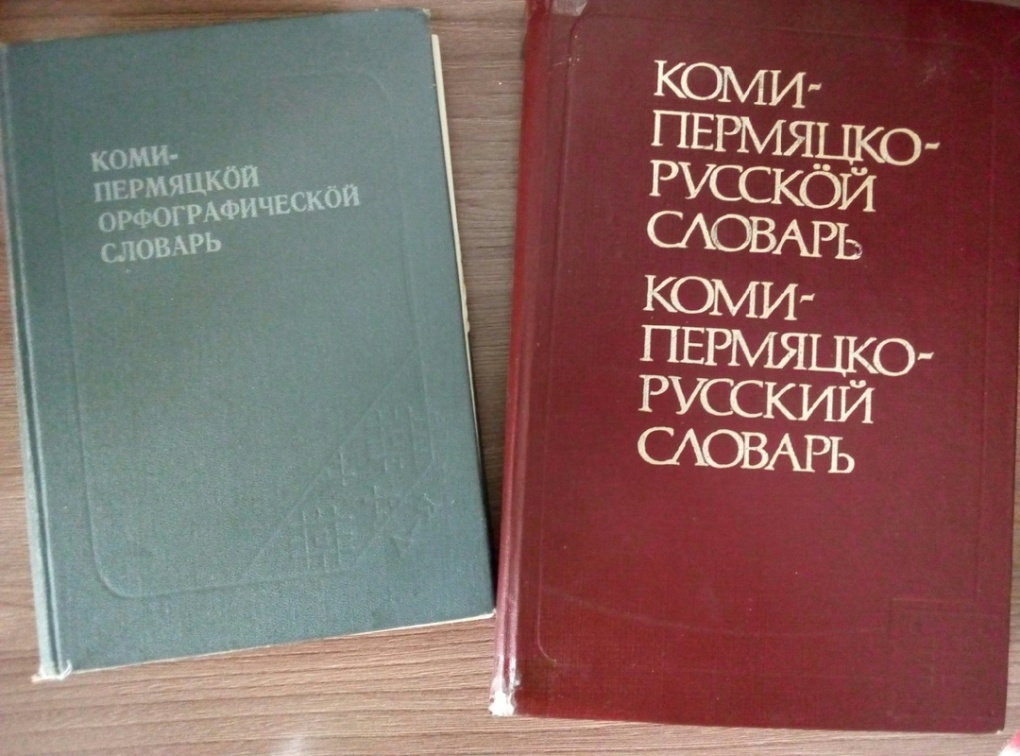 КОМИ-
ПЕРМЯЦКӦЙ
ОРФОГРАФИЧЕСКӦЙ
СЛОВАРЬ
КОМИ-
ПЕРМЯЦКО-
РУССКӦЙ
СЛОВАРЬ
КОМИ-
ПЕРМЯЦКО-
РУССКИЙ
СЛОВАРЬ